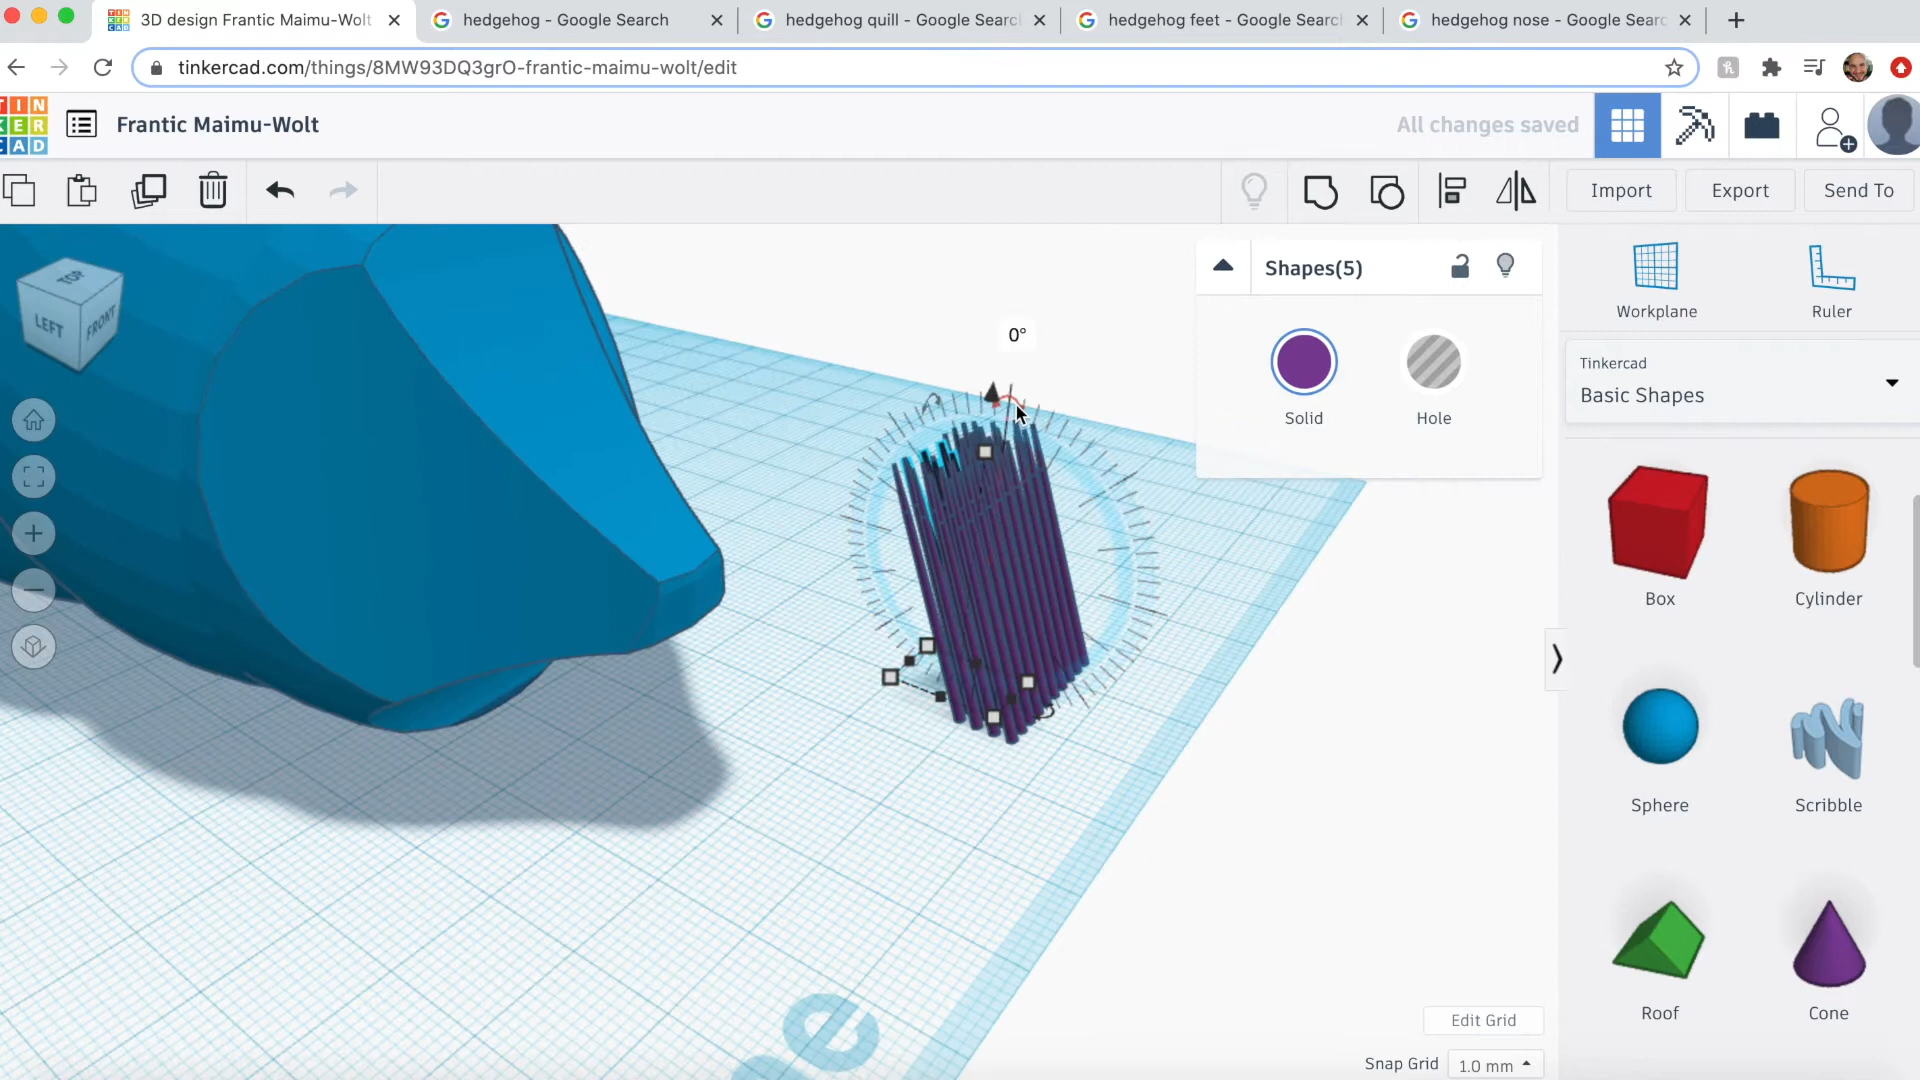 3D design Frantic Maimu-Wolt
hedgehog - Google Search
hedgehog quill - Google Searc
hedgehog feet - Google Searc
hedgehog nose - Google Searc
tinkercad.com/things/8MW93DQ3grO-frantic-maimu-wolt/edit
TIN
KER
CAD
Frantic Maimu-Wolt
All changes saved
Import
Export
Send To
TOP
LEFT
FRONT
Shapes(5)
Solid
Hole
0°
Workplane
Ruler
Tinkercad
Basic Shapes
Box
Cylinder
Sphere
Scribble
Roof
Cone
Edit Grid
Snap Grid 1.0 mm